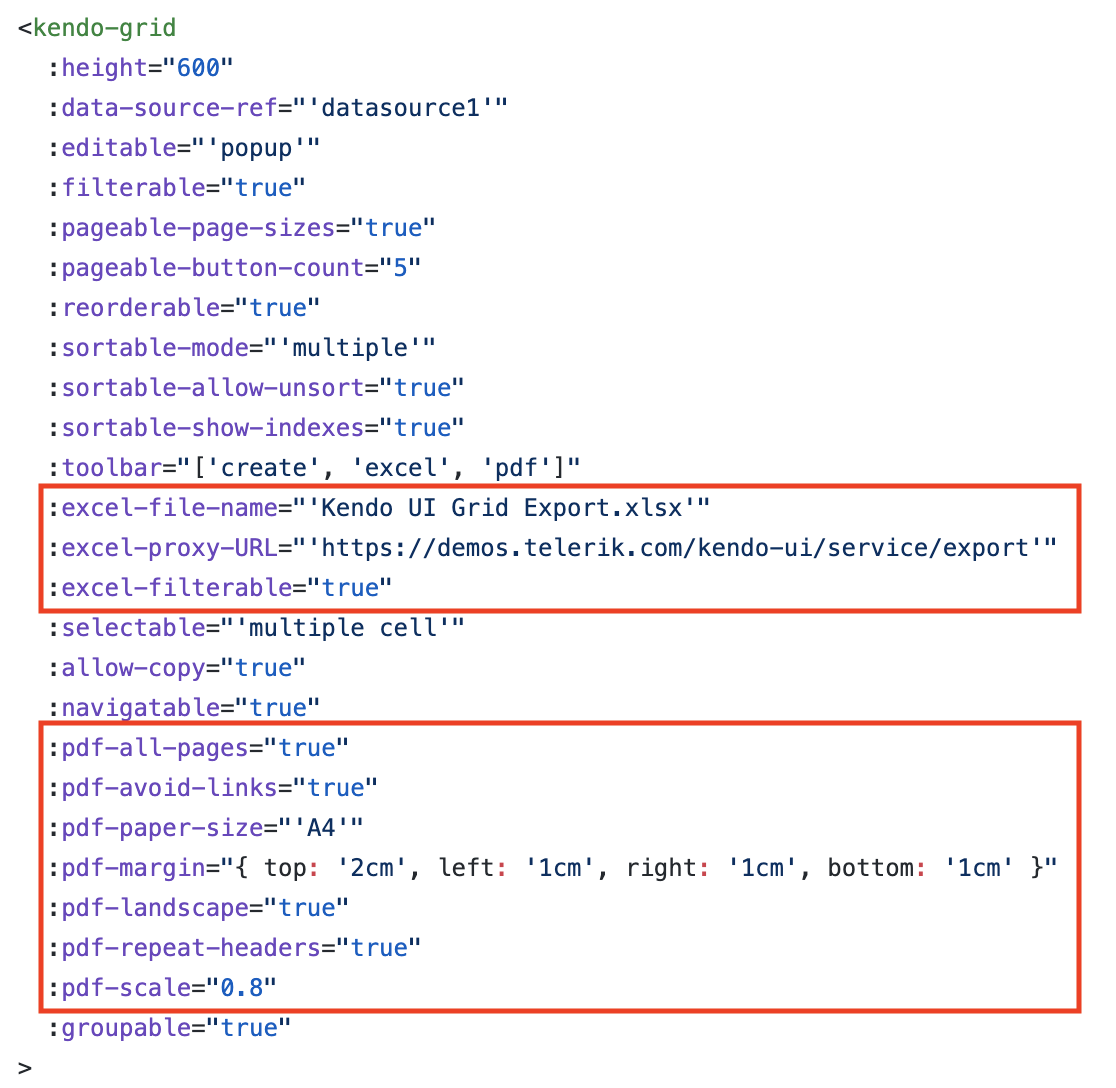 <kendo-grid
:height="600"
:data-source-ref="'datasource1'"
:editable="'popup'"
:filterable="true"
:pageable-page-sizes="true"
:pageable-button-count="5"
:reorderable="true"
:sortable-mode="'multiple'"
:sortable-allow-unsort="true"
:sortable-show-indexes="true"
:toolbar="['create', 'excel', 'pdf']"
:excel-file-name="'Kendo UI Grid Export.xlsx'"
:excel-proxy-URL="'https://demos.telerik.com/kendo-ui/service/export'"
:excel-filterable="true"
:selectable="'multiple cell'"
:allow-copy="true"
:navigatable="true"
:pdf-all-pages="true"
:pdf-avoid-links="true"
:pdf-paper-size="'A4'"
:pdf-margin="{ top: '2cm', left: '1cm', right: '1cm', bottom: '1cm' }"
:pdf-landscape="true"
:pdf-repeat-headers="true"
:pdf-scale="0.8"
:groupable="true"
>